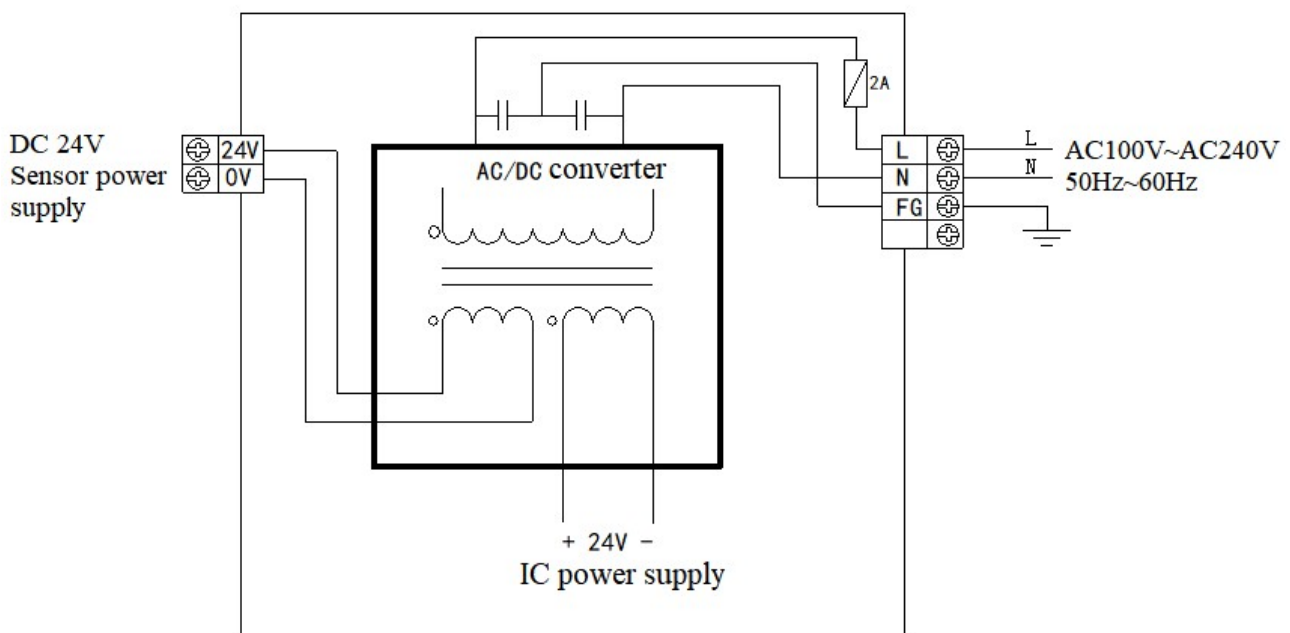 2A
DC 24V
Sensor power
supply
24V
0V
AC/DC converter
L
N
FG
L
N
AC100V~AC240V
50Hz~60Hz
+ 24V -
IC power supply